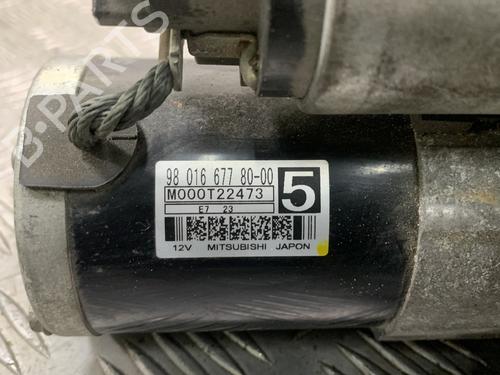 B-PARTS
98 016 677 80-00
M000T22473
5
E7 23
12V MITSUBISHI JAPON